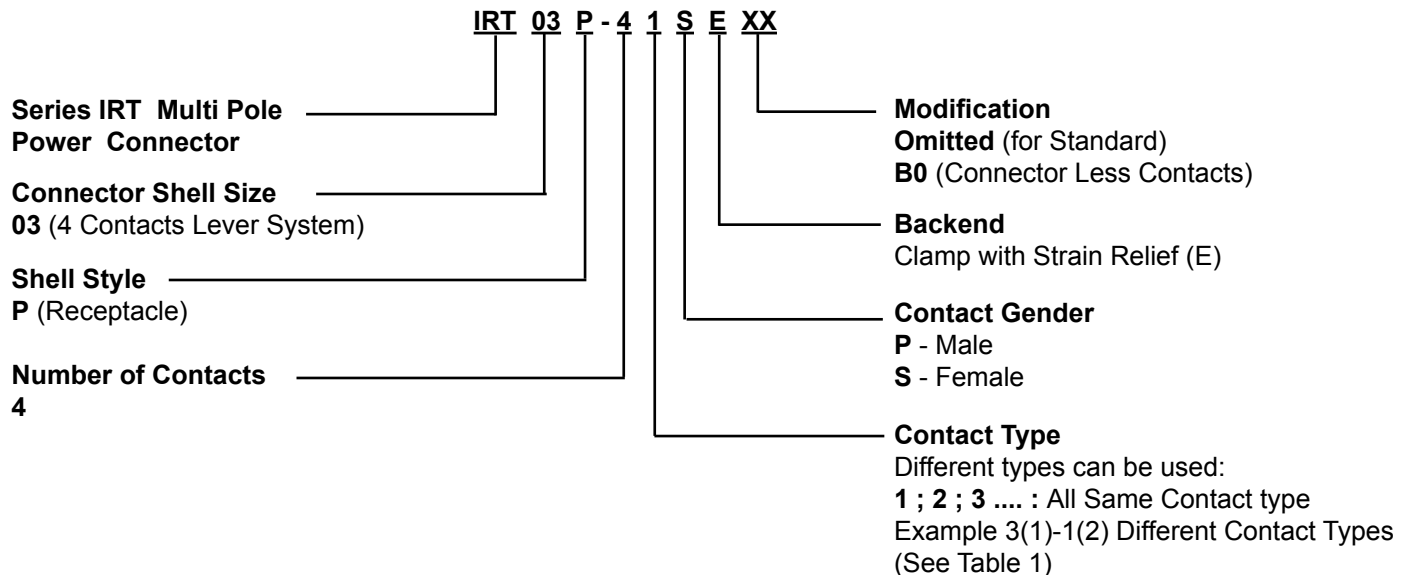 IRT 03 P - 4 1 S E XX
Series IRT Multi Pole
Power Connector
Connector Shell Size
03 (4 Contacts Lever System)
Shell Style
P (Receptacle)
Number of Contacts
4
Modification
Omitted (for Standard)
B0 (Connector Less Contacts)
Backend
Clamp with Strain Relief (E)
Contact Gender
P - Male
S - Female
Contact Type
Different types can be used:
1 ; 2 ; 3 .... : All Same Contact type
Example 3(1)-1(2) Different Contact Types
(See Table 1)